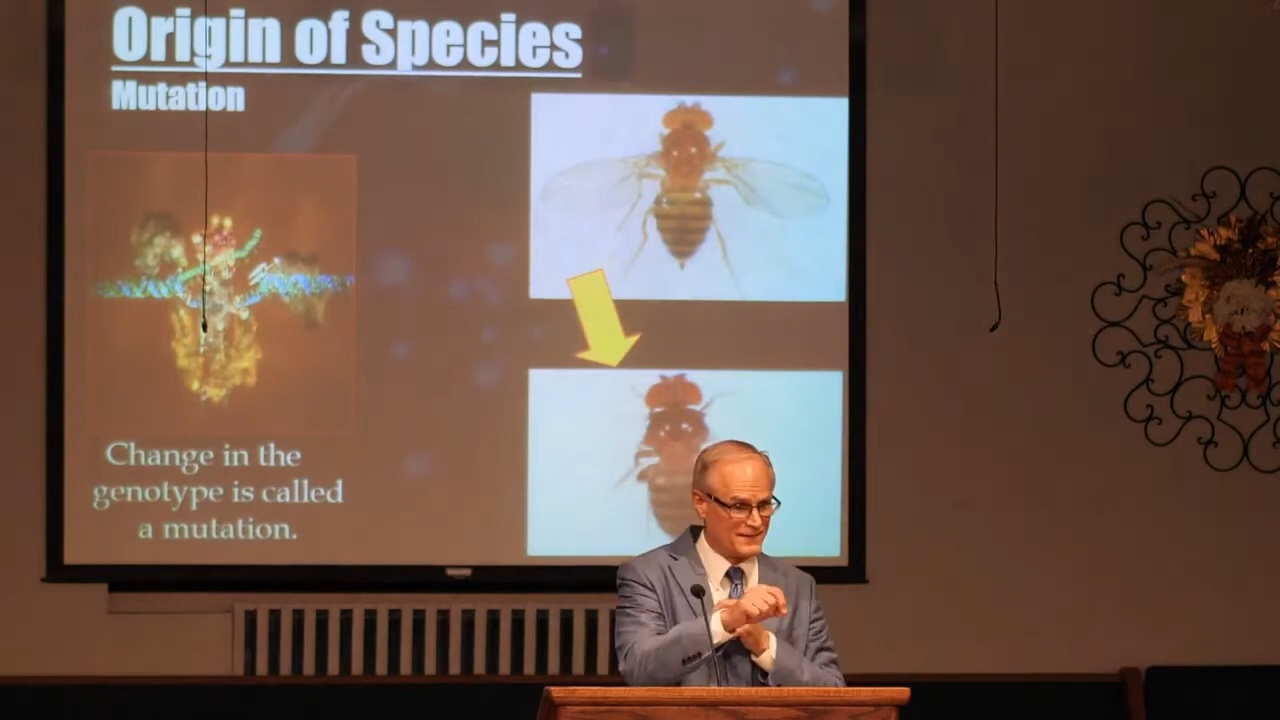 Origin of Species
Mutation
Change in the
genotype is called
a mutation.